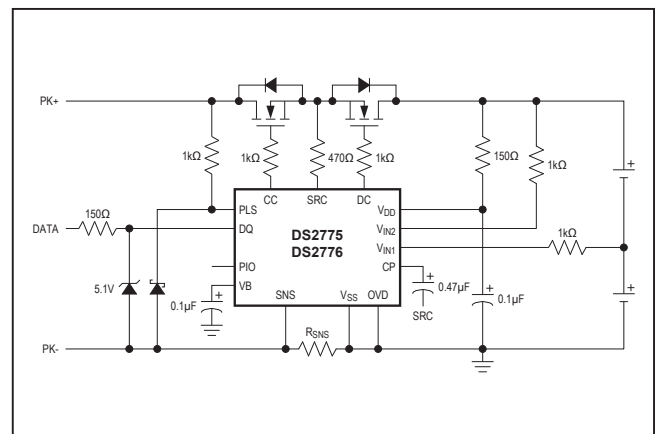 PK+
1kΩ
1kΩ
470Ω
1kΩ
150Ω
1kΩ
CC
SRC
DC
150Ω
DATA
PLS
DQ
DS2775
DS2776
VDD
VIN2
VIN1
1kΩ
PIO
CP
5.1V
VB
0.1µF
SNS
VSS
OVD
0.47µF
SRC
0.1µF
RSNS
PK-